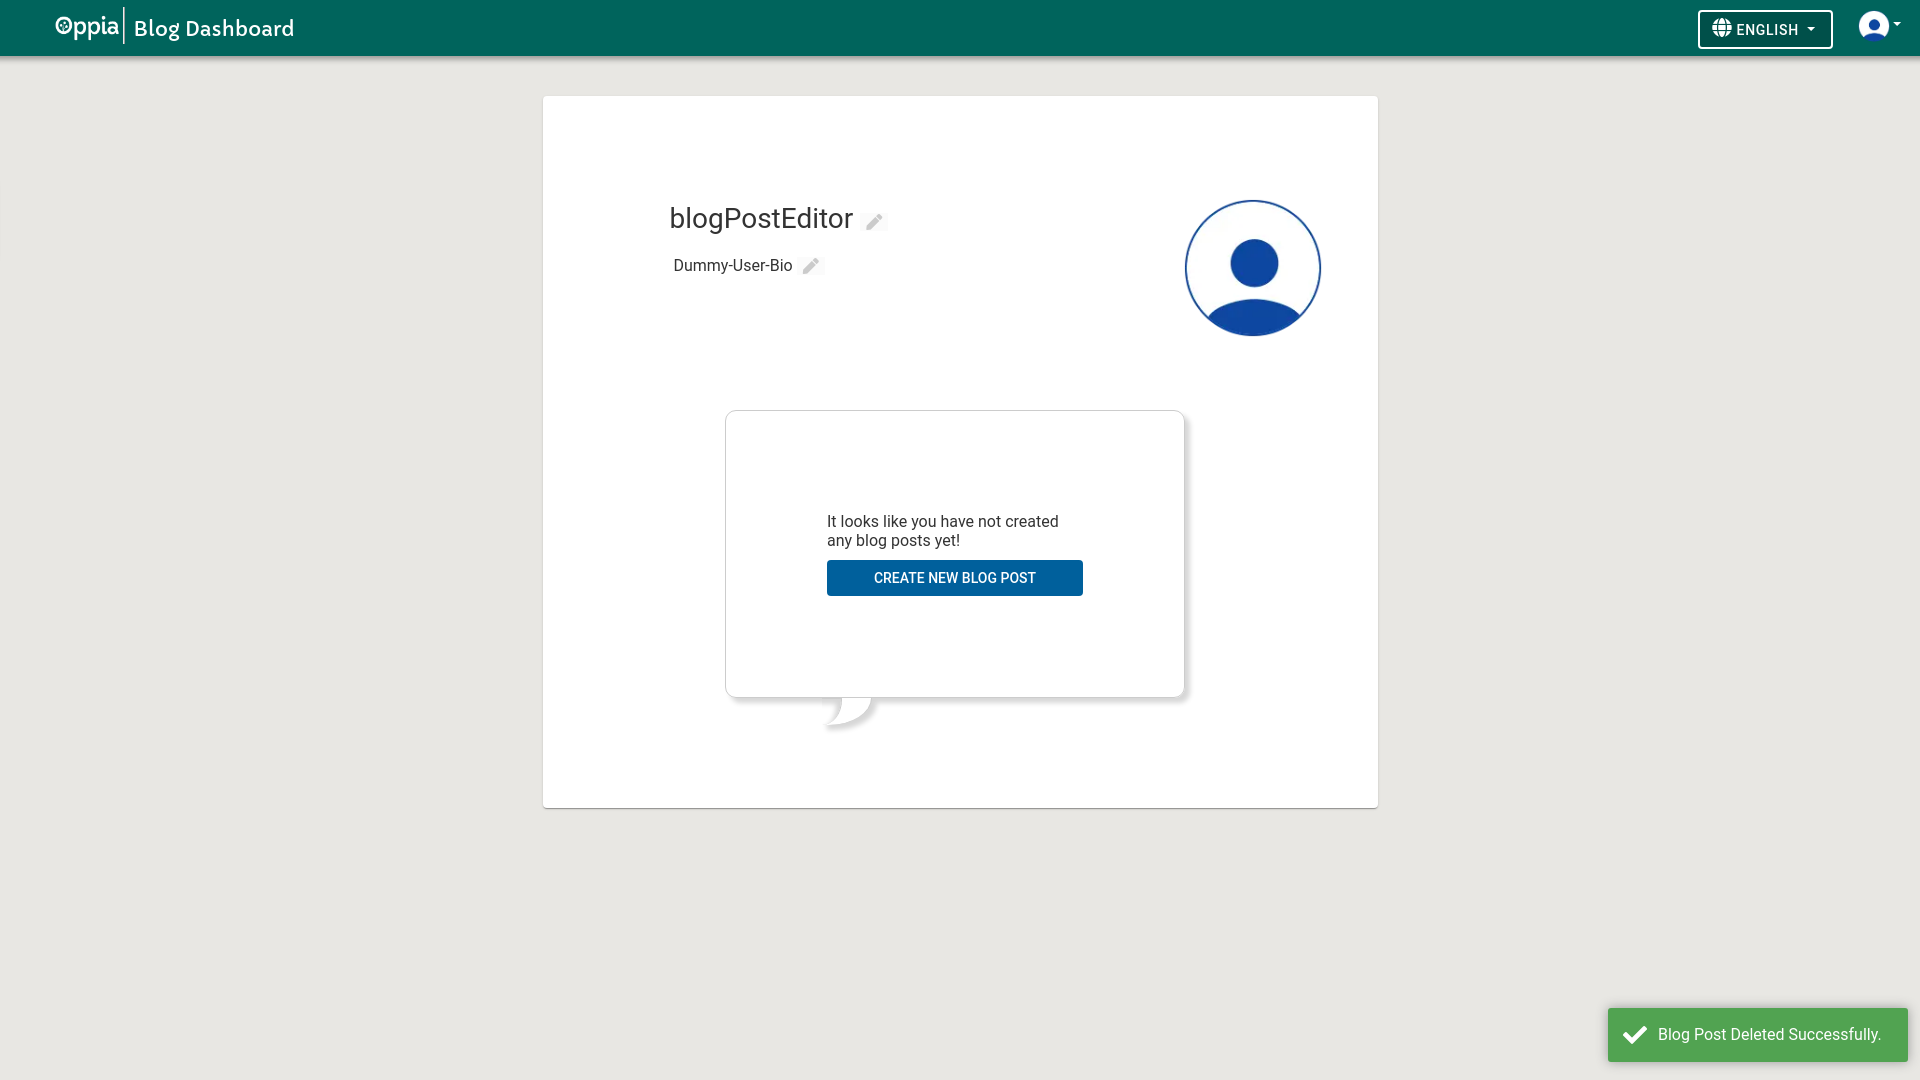 Oppia Blog Dashboard
ENGLISH
blogPostEditor
Dummy-User-Bio
It looks like you have not created
any blog posts yet!
CREATE NEW BLOG POST
Blog Post Deleted Successfully.